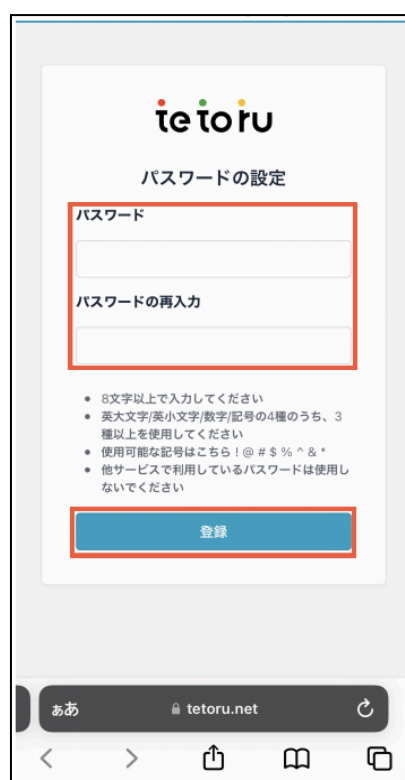 tetoru
パスワードの設定
パスワード
パスワードの再入力
8文字以上で入力してください
英大文字/英小文字/数字/記号の4種のうち、3
種以上を使用してください
使用可能な記号はこちら ! @ # $ % ^ & *
他サービスで利用しているパスワードは使用し
ないでください
登録
ぁあ
tetoru.net